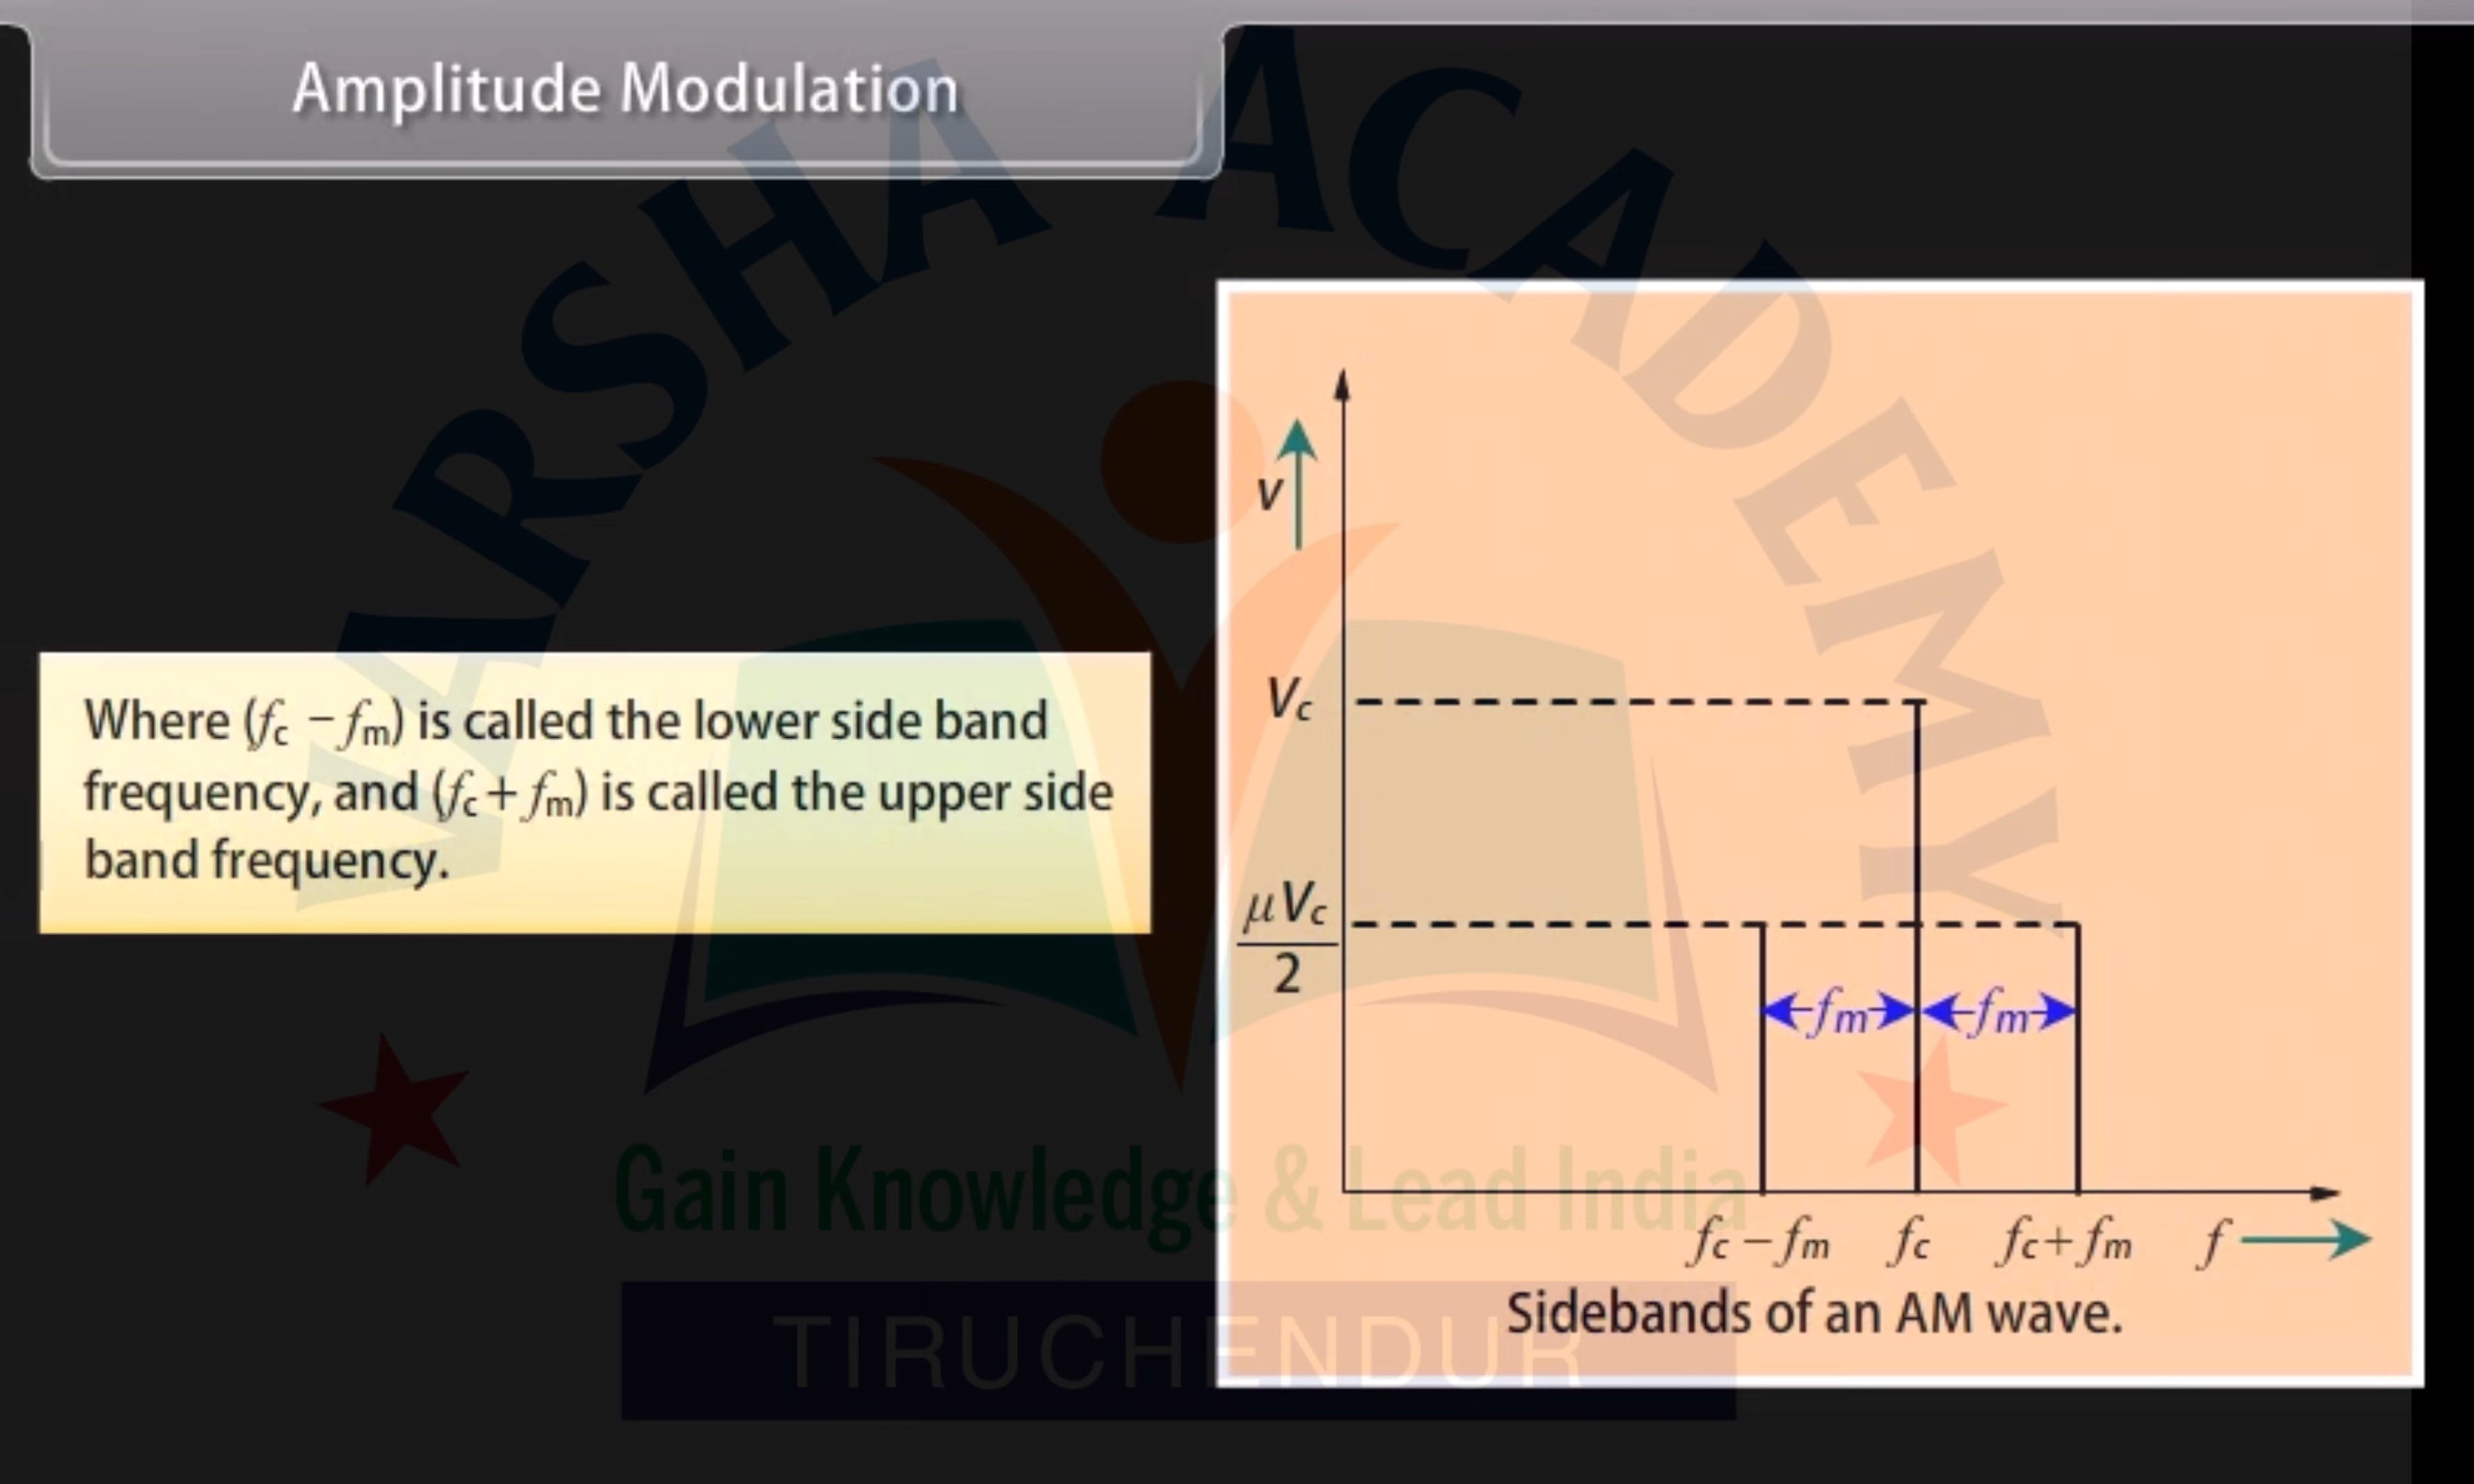 Amplitude Modulation
VARSHA ACADEMY
Where (fc − fm) is called the lower side band
frequency, and (fc + fm) is called the upper side
band frequency.
v
Vc
μVc
2
fm fm
fc − fm fc fc + fm f
Sidebands of an AM wave.
Gain Knowledge & Lead India
TIRUCHENDUR